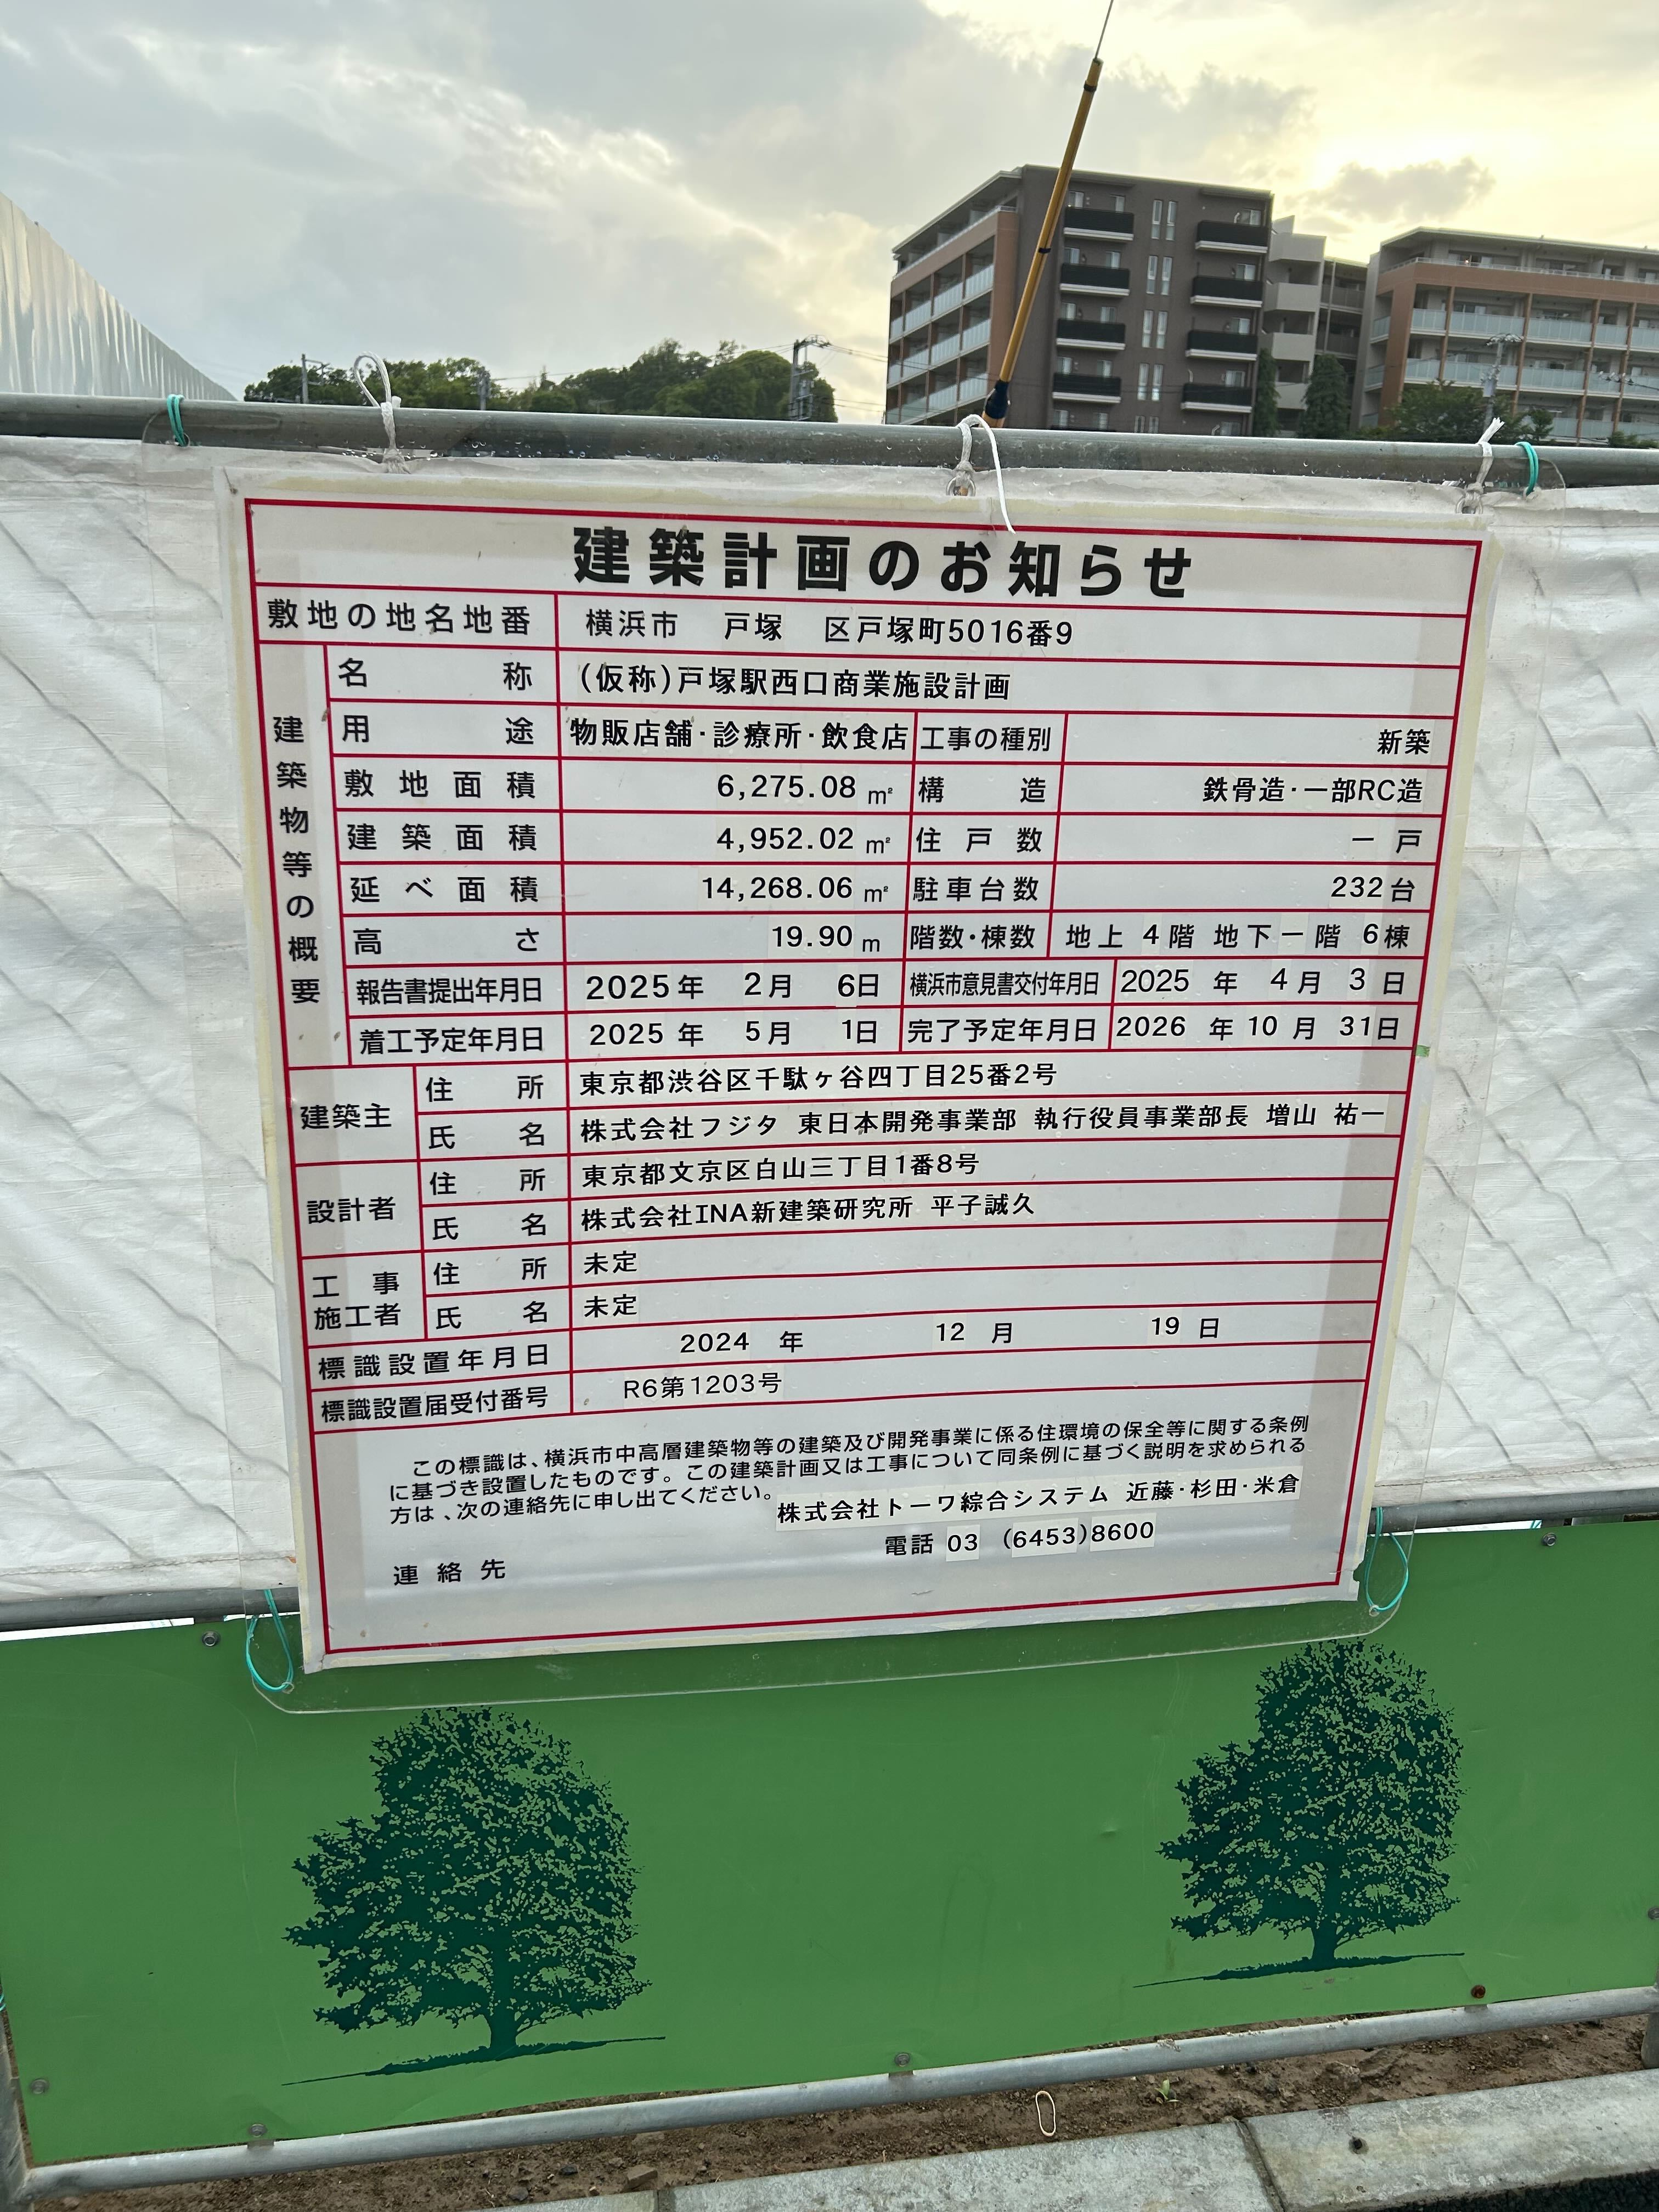 建築計画のお知らせ
敷地の地名地番 横浜市 戸塚 区戸塚町5016番9
建築物等の概要
名称 (仮称)戸塚駅西口商業施設計画
用途 物販店舗・診療所・飲食店 工事の種別 新築
敷地面積 6,275.08 m² 構造 鉄骨造・一部RC造
建築面積 4,952.02 m² 住戸数 ー 戸
延べ面積 14,268.06 m² 駐車台数 232台
高さ 19.90 m 階数・棟数 地上 4階 地下ー階 6棟
報告書提出年月日 2025年 2月 6日 横浜市意見書交付年月日 2025 年 4月 3 日
着工予定年月日 2025 年 5月 1日 完了予定年月日 2026 年 10 月 31日
建築主 住所 東京都渋谷区千駄ヶ谷四丁目25番2号
氏名 株式会社フジタ 東日本開発事業部 執行役員事業部長 増山 祐一
設計者 住所 東京都文京区白山三丁目1番8号
氏名 株式会社INA新建築研究所 平子誠久
工事施工者 住所 未定
氏名 未定
標識設置年月日 2024 年 12 月 19 日
標識設置届受付番号 R6第1203号
この標識は、横浜市中高層建築物等の建築及び開発事業に係る住環境の保全等に関する条例
に基づき設置したものです。この建築計画又は工事について同条例に基づく説明を求められる
方は、次の連絡先に申し出てください。
株式会社トーワ綜合システム 近藤・杉田・米倉
電話 03 (6453)8600
連絡先